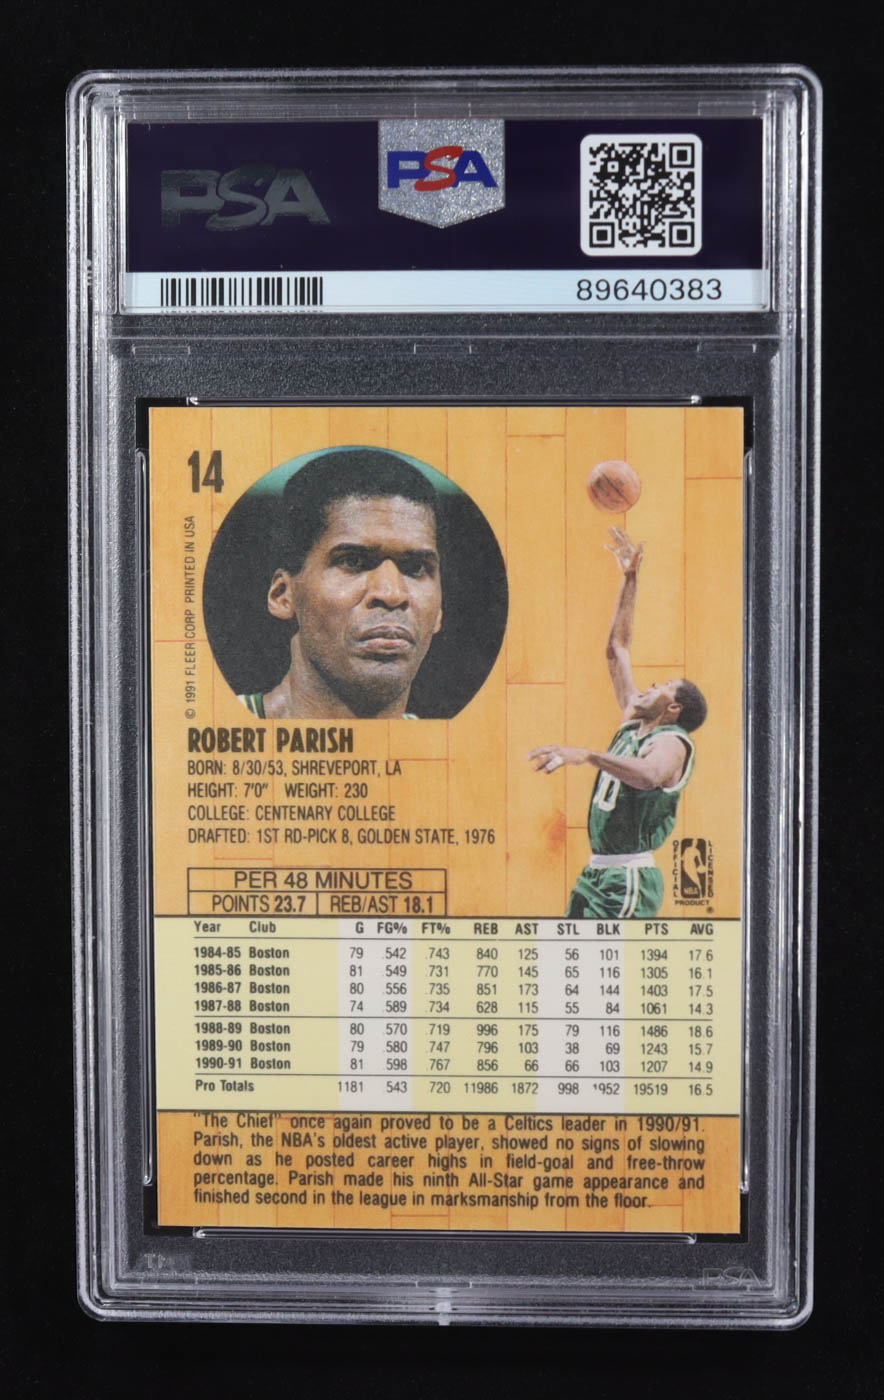 PSA
PSA
89640383
14
© 1991 FLEER CORP. PRINTED IN USA
ROBERT PARISH
BORN: 8/30/53, SHREVEPORT, LA
HEIGHT: 7'0" WEIGHT: 230
COLLEGE: CENTENARY COLLEGE
DRAFTED: 1ST RD-PICK 8, GOLDEN STATE, 1976
OFFICIAL LICENSED
NBA
PRODUCT ®
PER 48 MINUTES
POINTS 23.7 REB/AST 18.1
Year Club G FG% FT% REB AST STL BLK PTS AVG
1984-85 Boston 79 .542 .743 840 125 56 101 1394 17.6
1985-86 Boston 81 .549 .731 770 145 65 116 1305 16.1
1986-87 Boston 80 .556 .735 851 173 64 144 1403 17.5
1987-88 Boston 74 .589 .734 628 115 55 84 1061 14.3
1988-89 Boston 80 .570 .719 996 175 79 116 1486 18.6
1989-90 Boston 79 .580 .747 796 103 38 69 1243 15.7
1990-91 Boston 81 .598 .767 856 66 66 103 1207 14.9
Pro Totals 1181 .543 .720 11986 1872 998 1952 19519 16.5
"The Chief" once again proved to be a Celtics leader in 1990/91.
Parish, the NBA's oldest active player, showed no signs of slowing
down as he posted career highs in field-goal and free-throw
percentage. Parish made his ninth All-Star game appearance and
finished second in the league in marksmanship from the floor.
PSA